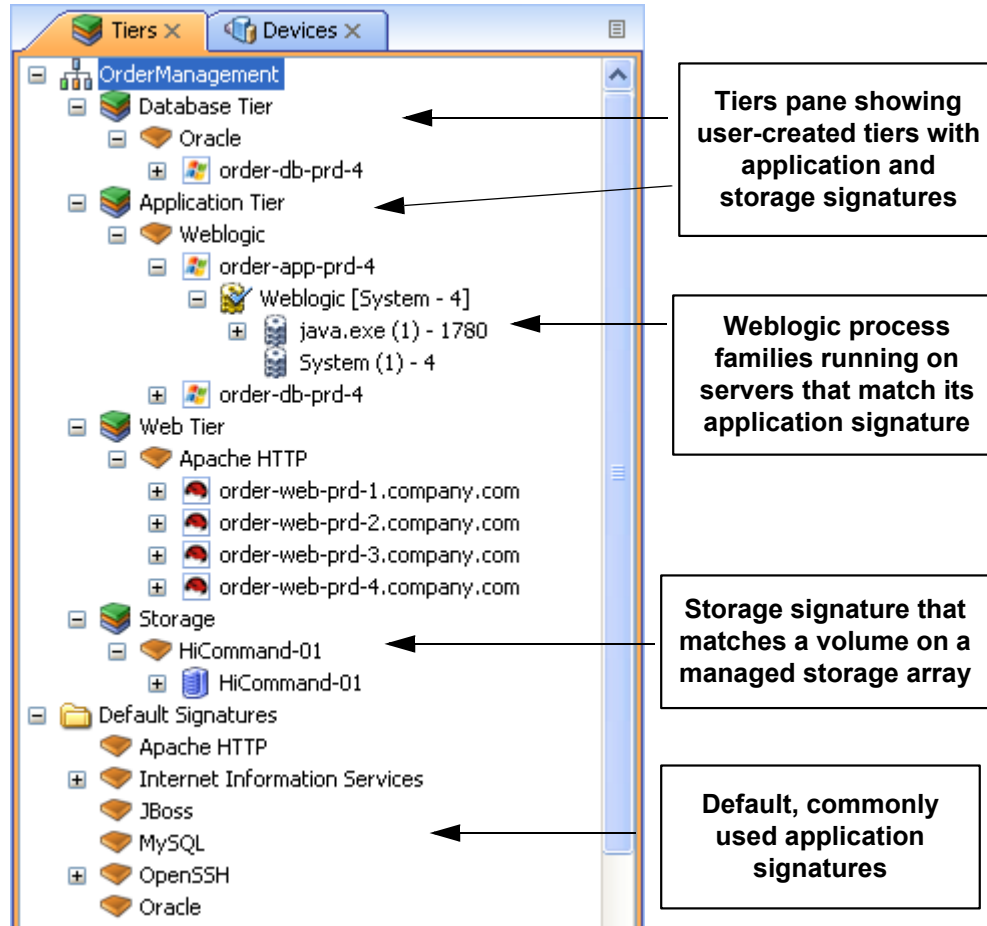 Tiers
Devices
OrderManagement
Database Tier
Oracle
order-db-prd-4
Application Tier
Weblogic
order-app-prd-4
Weblogic [System - 4]
java.exe (1) - 1780
System (1) - 4
order-db-prd-4
Web Tier
Apache HTTP
order-web-prd-1.company.com
order-web-prd-2.company.com
order-web-prd-3.company.com
order-web-prd-4.company.com
Storage
HiCommand-01
HiCommand-01
Default Signatures
Apache HTTP
Internet Information Services
JBoss
MySQL
OpenSSH
Oracle
Tiers pane showing
user-created tiers with
application and
storage signatures
Weblogic process
families running on
servers that match its
application signature
Storage signature that
matches a volume on a
managed storage array
Default, commonly
used application
signatures